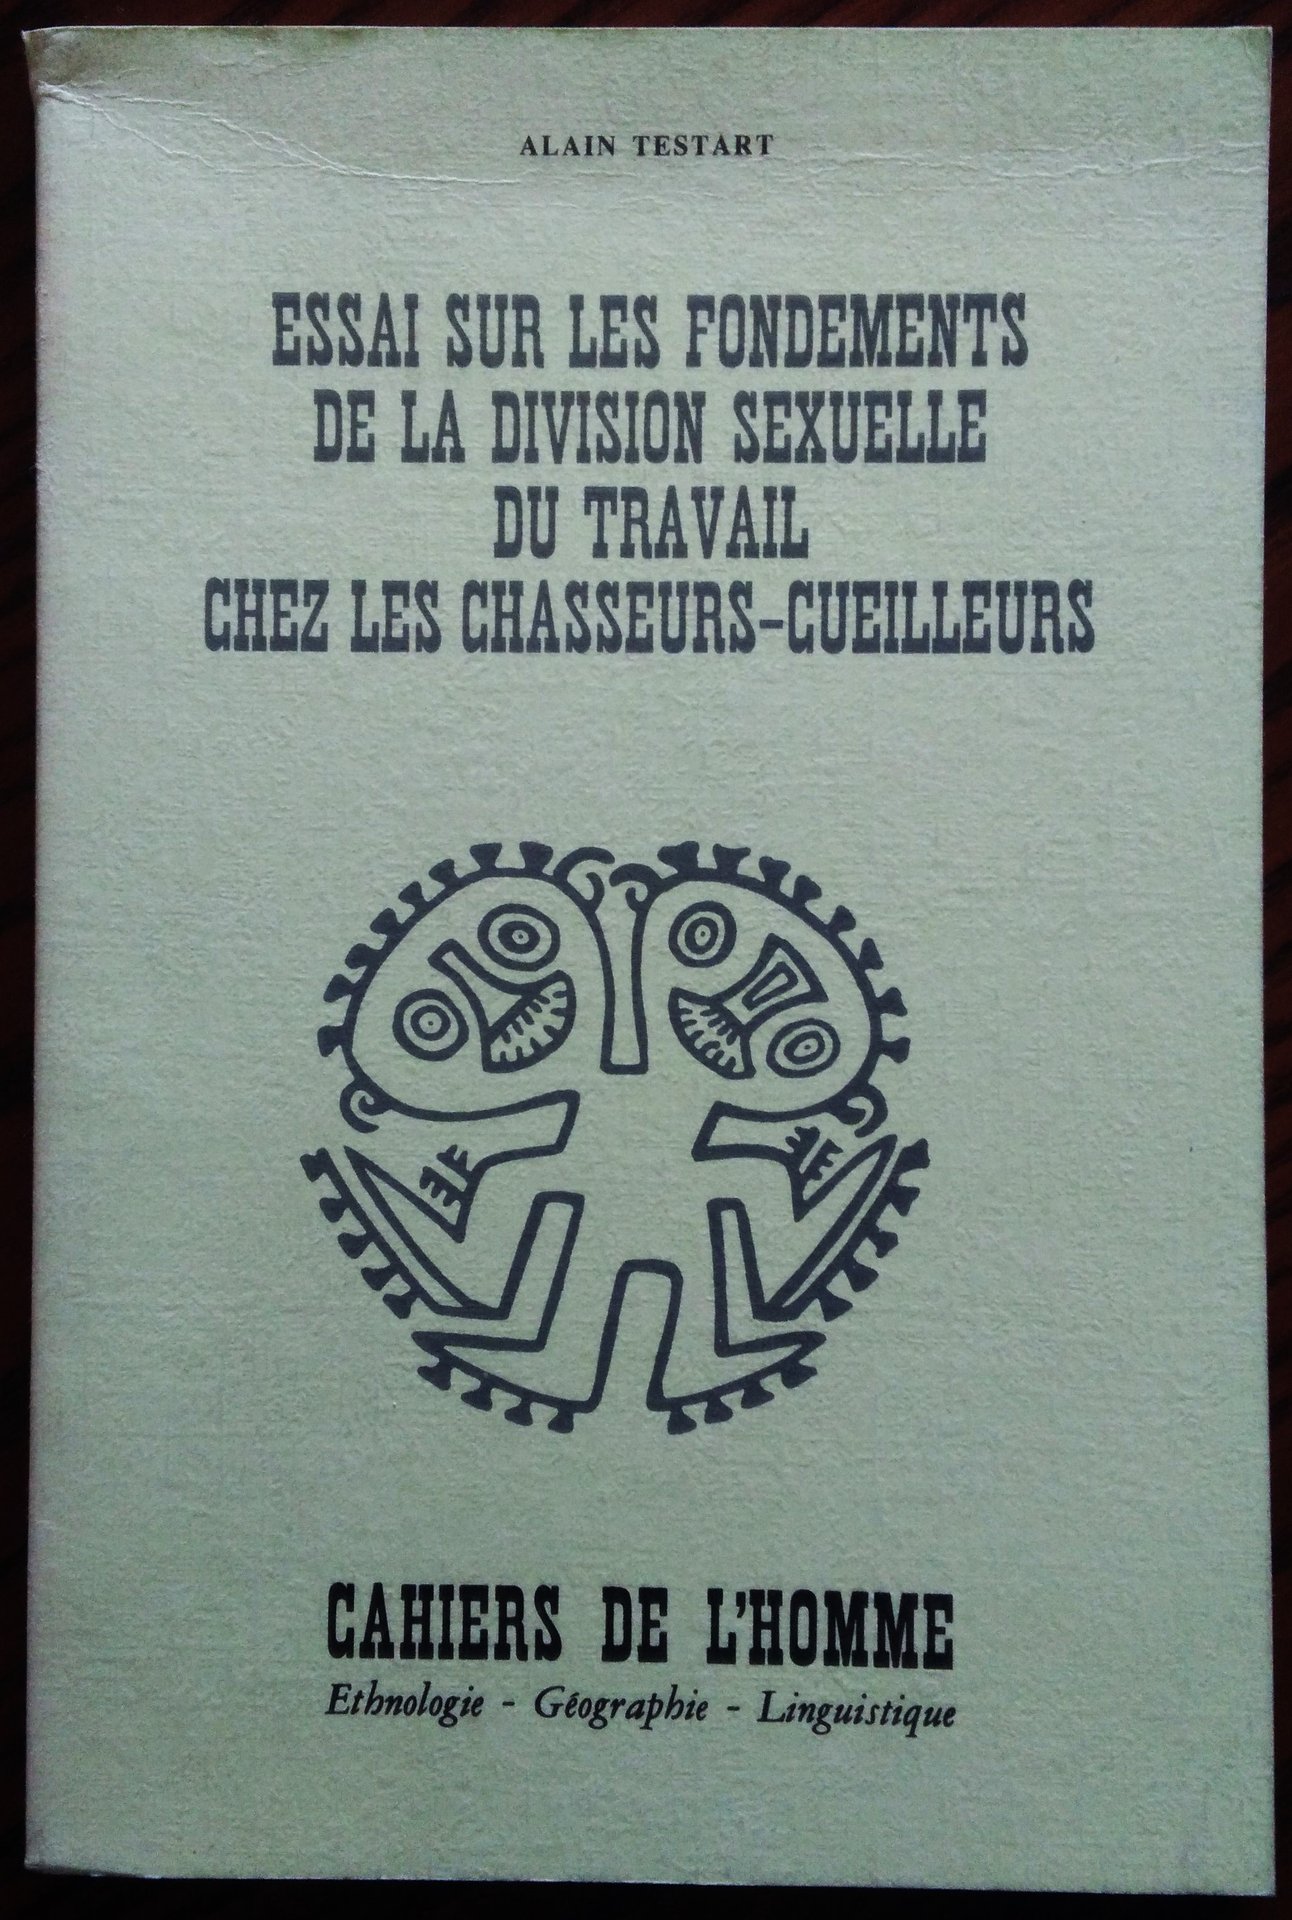 ALAIN TESTART
ESSAI SUR LES FONDEMENTS
DE LA DIVISION SEXUELLE
DU TRAVAIL
CHEZ LES CHASSEURS-CUEILLEURS
CAHIERS DE L'HOMME
Ethnologie - Géographie - Linguistique